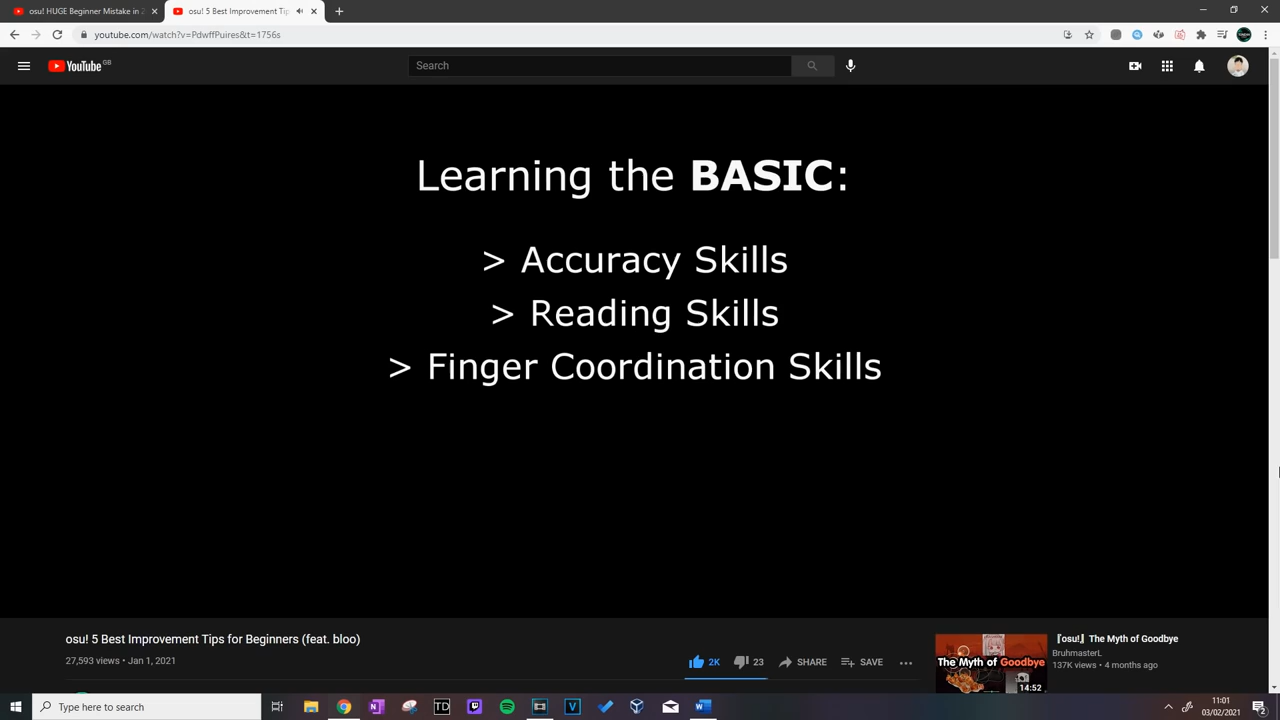 osu! HUGE Beginner Mistake in 2
osu! 5 Best Improvement Tip
youtube.com/watch?v=PdwffPuires&t=1756s
YouTube GB
Search
Learning the BASIC:
> Accuracy Skills
> Reading Skills
> Finger Coordination Skills
osu! 5 Best Improvement Tips for Beginners (feat. bloo)
27,593 views • Jan 1, 2021
2K
23
SHARE
SAVE
The Myth of Goodbye
14:52
『osu!』The Myth of Goodbye
BruhmasterL
137K views • 4 months ago
Type here to search
TD
11:01
03/02/2021
2